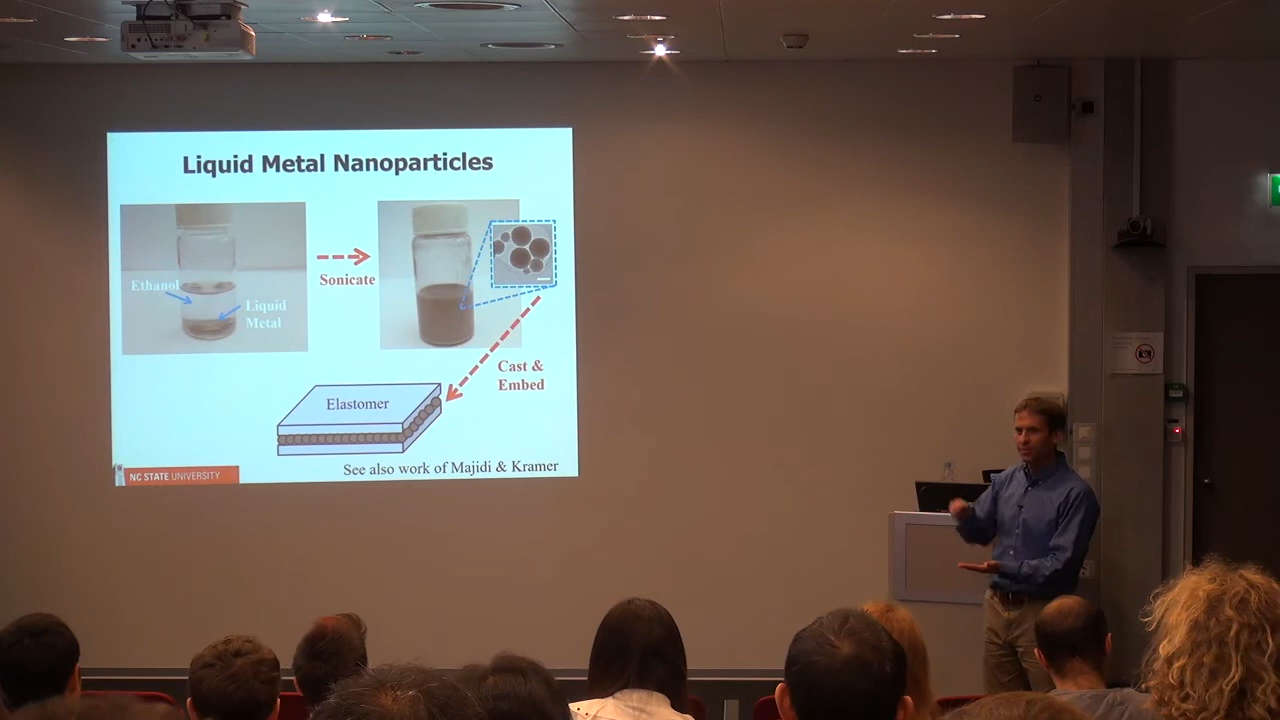 Liquid Metal Nanoparticles
Ethanol
Liquid
Metal
Sonicate
Cast &
Embed
Elastomer
See also work of Majidi & Kramer
NC STATE UNIVERSITY